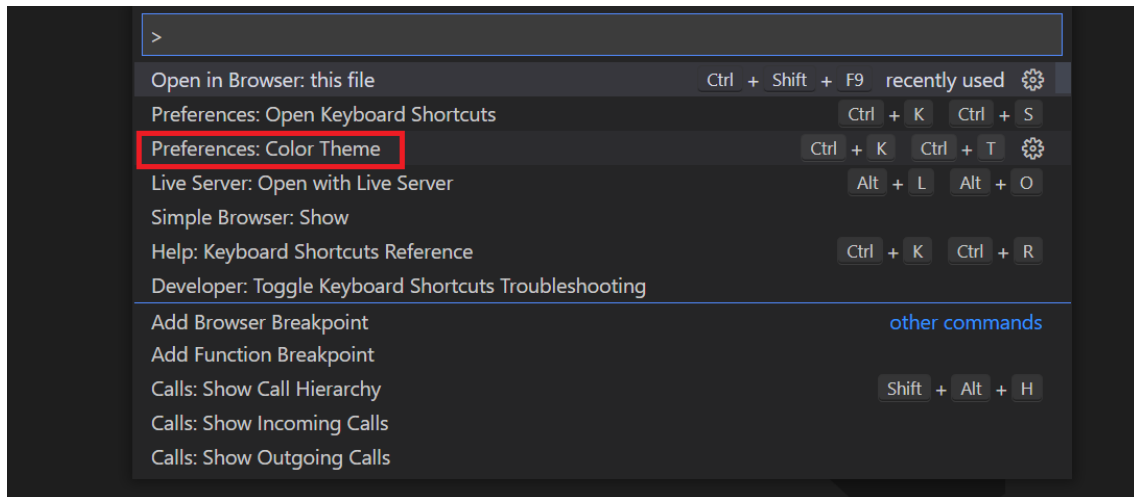 >
Open in Browser: this file Ctrl + Shift + F9 recently used
Preferences: Open Keyboard Shortcuts Ctrl + K Ctrl + S
Preferences: Color Theme Ctrl + K Ctrl + T
Live Server: Open with Live Server Alt + L Alt + O
Simple Browser: Show
Help: Keyboard Shortcuts Reference Ctrl + K Ctrl + R
Developer: Toggle Keyboard Shortcuts Troubleshooting
Add Browser Breakpoint other commands
Add Function Breakpoint
Calls: Show Call Hierarchy Shift + Alt + H
Calls: Show Incoming Calls
Calls: Show Outgoing Calls